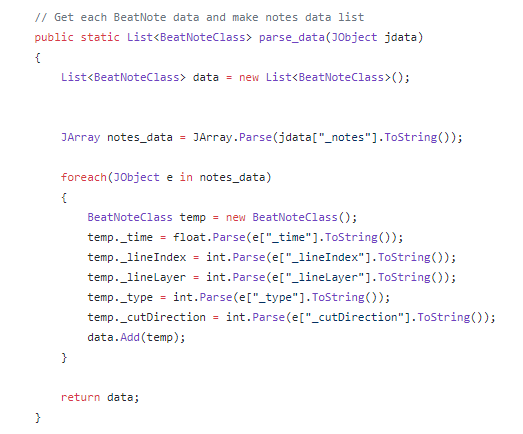 // Get each BeatNote data and make notes data list
public static List<BeatNoteClass> parse_data(JObject jdata)
{
    List<BeatNoteClass> data = new List<BeatNoteClass>();
    JArray notes_data = JArray.Parse(jdata["_notes"].ToString());
    foreach(JObject e in notes_data)
    {
        BeatNoteClass temp = new BeatNoteClass();
        temp._time = float.Parse(e["_time"].ToString());
        temp._lineIndex = int.Parse(e["_lineIndex"].ToString());
        temp._lineLayer = int.Parse(e["_lineLayer"].ToString());
        temp._type = int.Parse(e["_type"].ToString());
        temp._cutDirection = int.Parse(e["_cutDirection"].ToString());
        data.Add(temp);
    }
    return data;
}